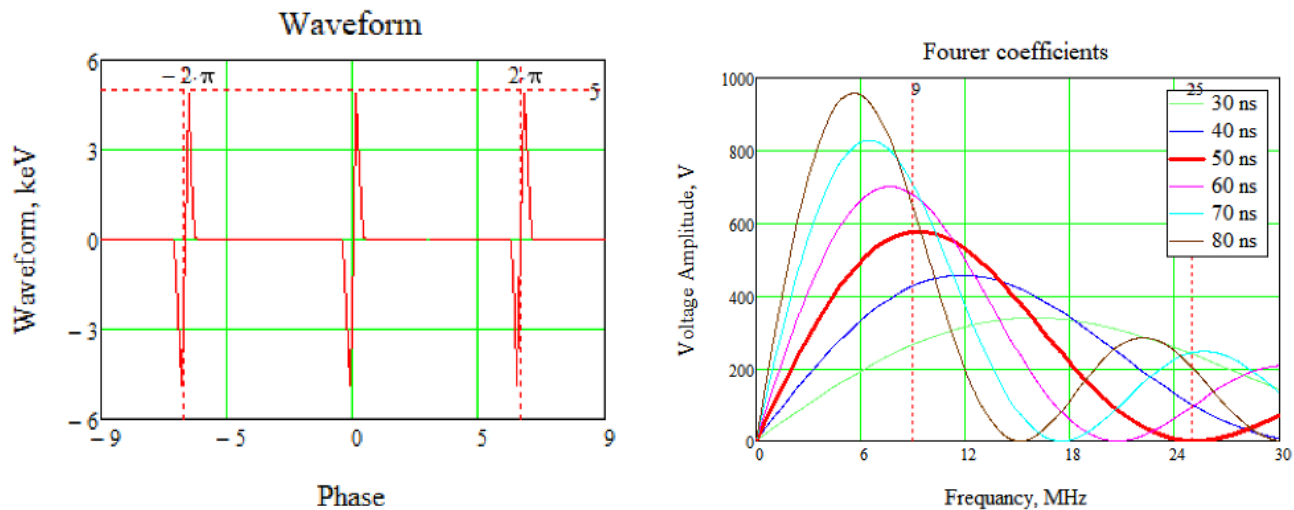 Waveform
Waveform, keV
6
3
0
−3
−6
−2·π
2·π
5
−9
−5
0
5
9
Phase
Fourer coefficients
Voltage Amplitude, V
1000
800
600
400
200
0
9
25
30 ns
40 ns
50 ns
60 ns
70 ns
80 ns
0
6
12
18
24
30
Frequancy, MHz